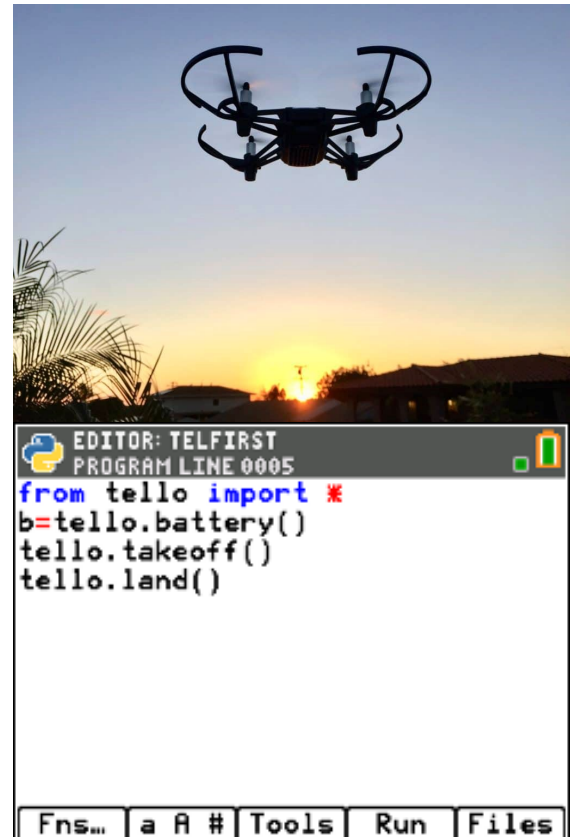 EDITOR: TELFIRST
PROGRAM LINE 0005
from tello import *
b=tello.battery()
tello.takeoff()
tello.land()
Fns… a A # Tools Run Files